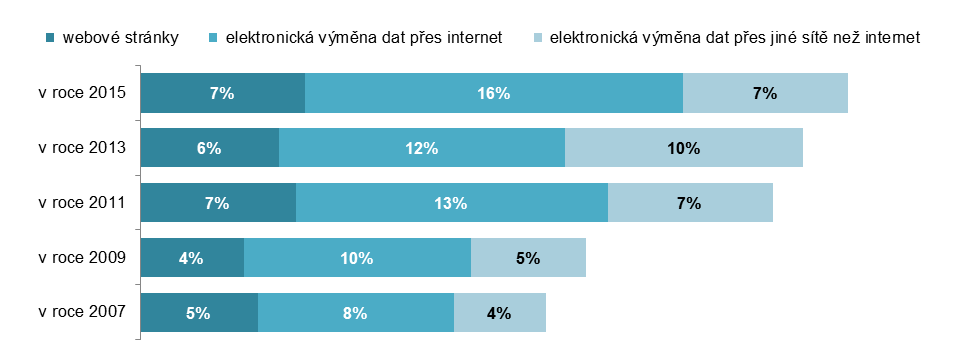 webové stránky elektronická výměna dat přes internet elektronická výměna dat přes jiné sítě než internet
v roce 2015 7% 16% 7%
v roce 2013 6% 12% 10%
v roce 2011 7% 13% 7%
v roce 2009 4% 10% 5%
v roce 2007 5% 8% 4%